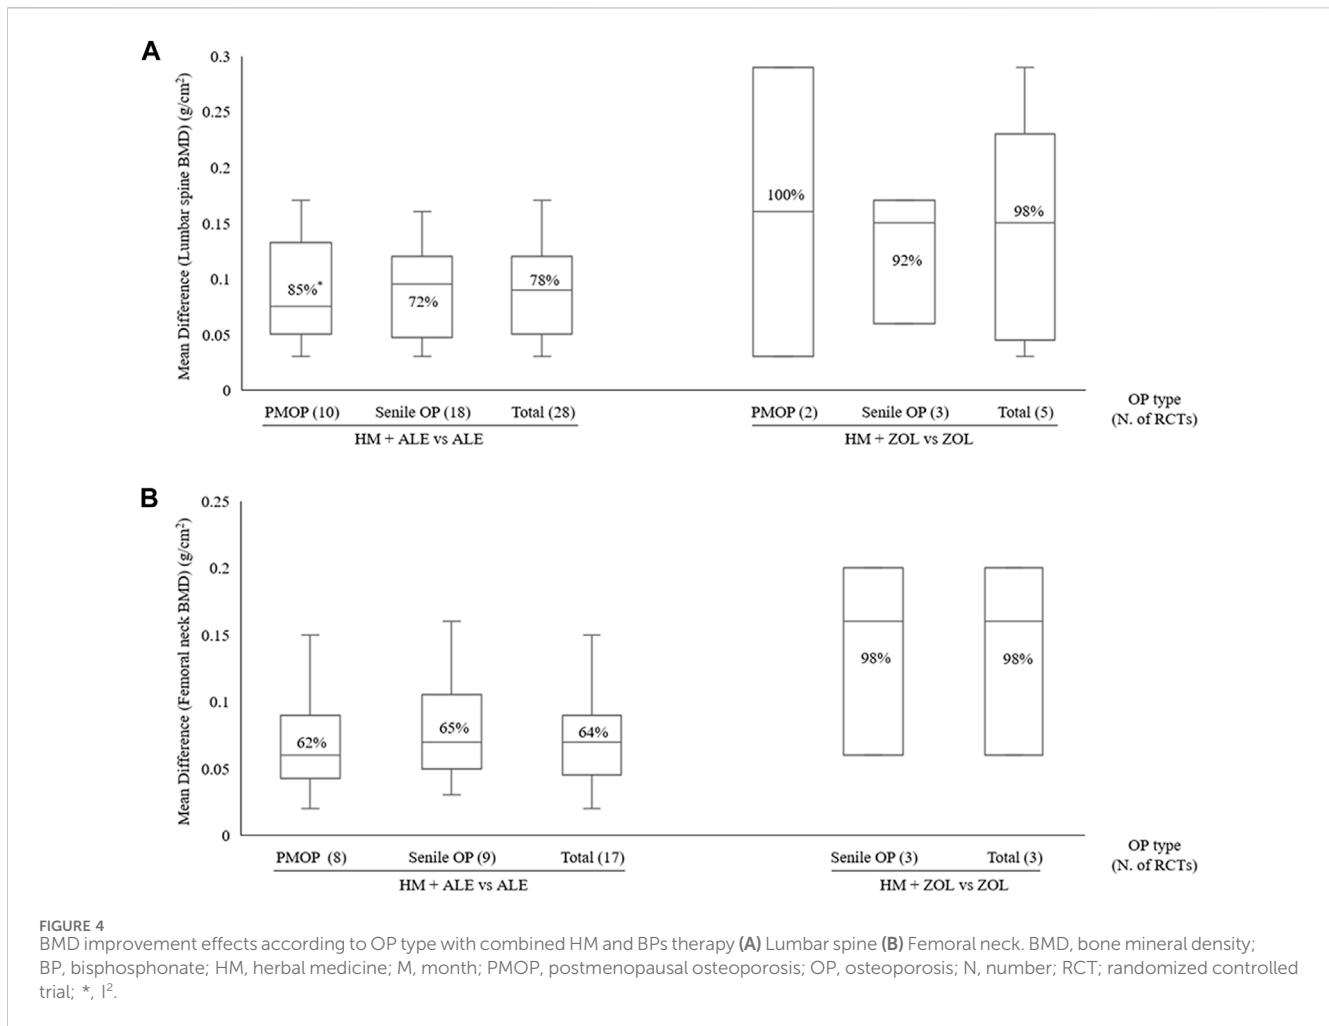 A
Mean Difference (Lumbar spine BMD) (g/cm²)
0.3
0.25
0.2
0.15
0.1
0.05
0
85%*
72%
78%
100%
92%
98%
PMOP (10)
Senile OP (18)
Total (28)
PMOP (2)
Senile OP (3)
Total (5)
HM + ALE vs ALE
HM + ZOL vs ZOL
OP type
(N. of RCTs)
B
Mean Difference (Femoral neck BMD) (g/cm²)
0.25
0.2
0.15
0.1
0.05
0
62%
65%
64%
98%
98%
PMOP (8)
Senile OP (9)
Total (17)
Senile OP (3)
Total (3)
HM + ALE vs ALE
HM + ZOL vs ZOL
OP type
(N. of RCTs)
FIGURE 4
BMD improvement effects according to OP type with combined HM and BPs therapy (A) Lumbar spine (B) Femoral neck. BMD, bone mineral density;
BP, bisphosphonate; HM, herbal medicine; M, month; PMOP, postmenopausal osteoporosis; OP, osteoporosis; N, number; RCT; randomized controlled
trial; *, I².